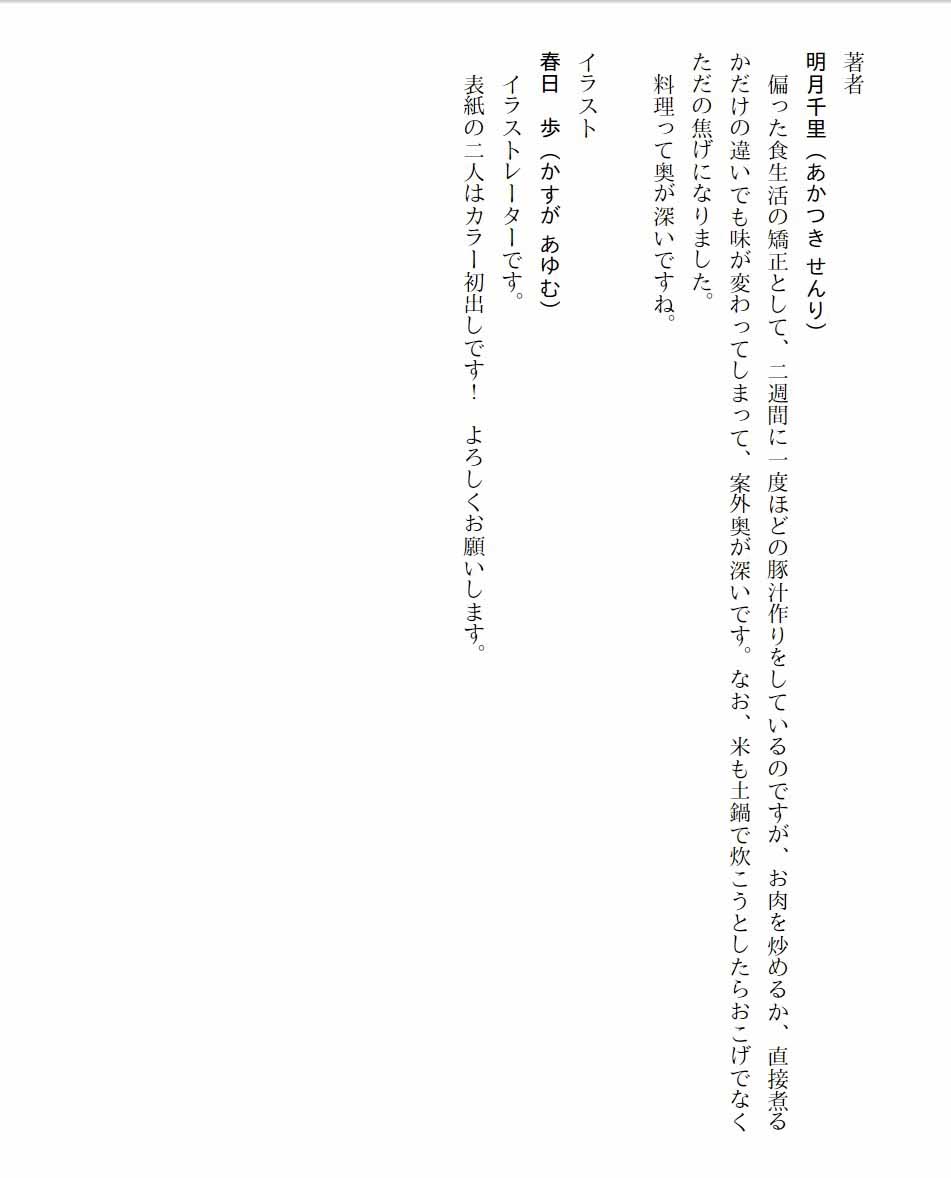 著者
明月千里（あかつき せんり）
　偏った食生活の矯正として、二週間に一度ほどの豚汁作りをしているのですが、お肉を炒めるか、直接煮る
かだけの違いでも味が変わってしまって、案外奥が深いです。なお、米も土鍋で炊こうとしたらおこげでなく
ただの焦げになりました。
　料理って奥が深いですね。
イラスト
春日　歩（かすが あゆむ）
　イラストレーターです。
　表紙の二人はカラー初出しです！　よろしくお願いします。